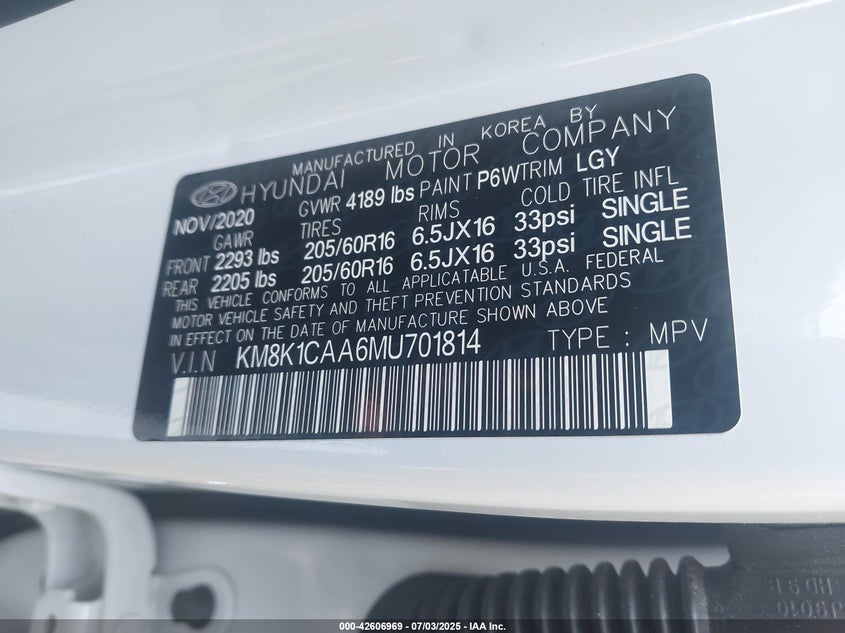 MANUFACTURED IN KOREA BY
HYUNDAI MOTOR COMPANY
NOV/2020 GVWR 4189 lbs PAINT P6W TRIM LGY
GAWR TIRES RIMS COLD TIRE INFL
FRONT 2293 lbs 205/60R16 6.5JX16 33psi SINGLE
REAR 2205 lbs 205/60R16 6.5JX16 33psi SINGLE
THIS VEHICLE CONFORMS TO ALL APPLICATABLE U.S.A. FEDERAL
MOTOR VEHICLE SAFETY AND THEFT PREVENTION STANDARDS
IN EFFECT ON THE DATE OF MANUFACTURE SHOWN ABOVE
V.I.N KM8K1CAA6MU701814 TYPE : MPV
000-42606969 - 07/03/2025 - IAA Inc.